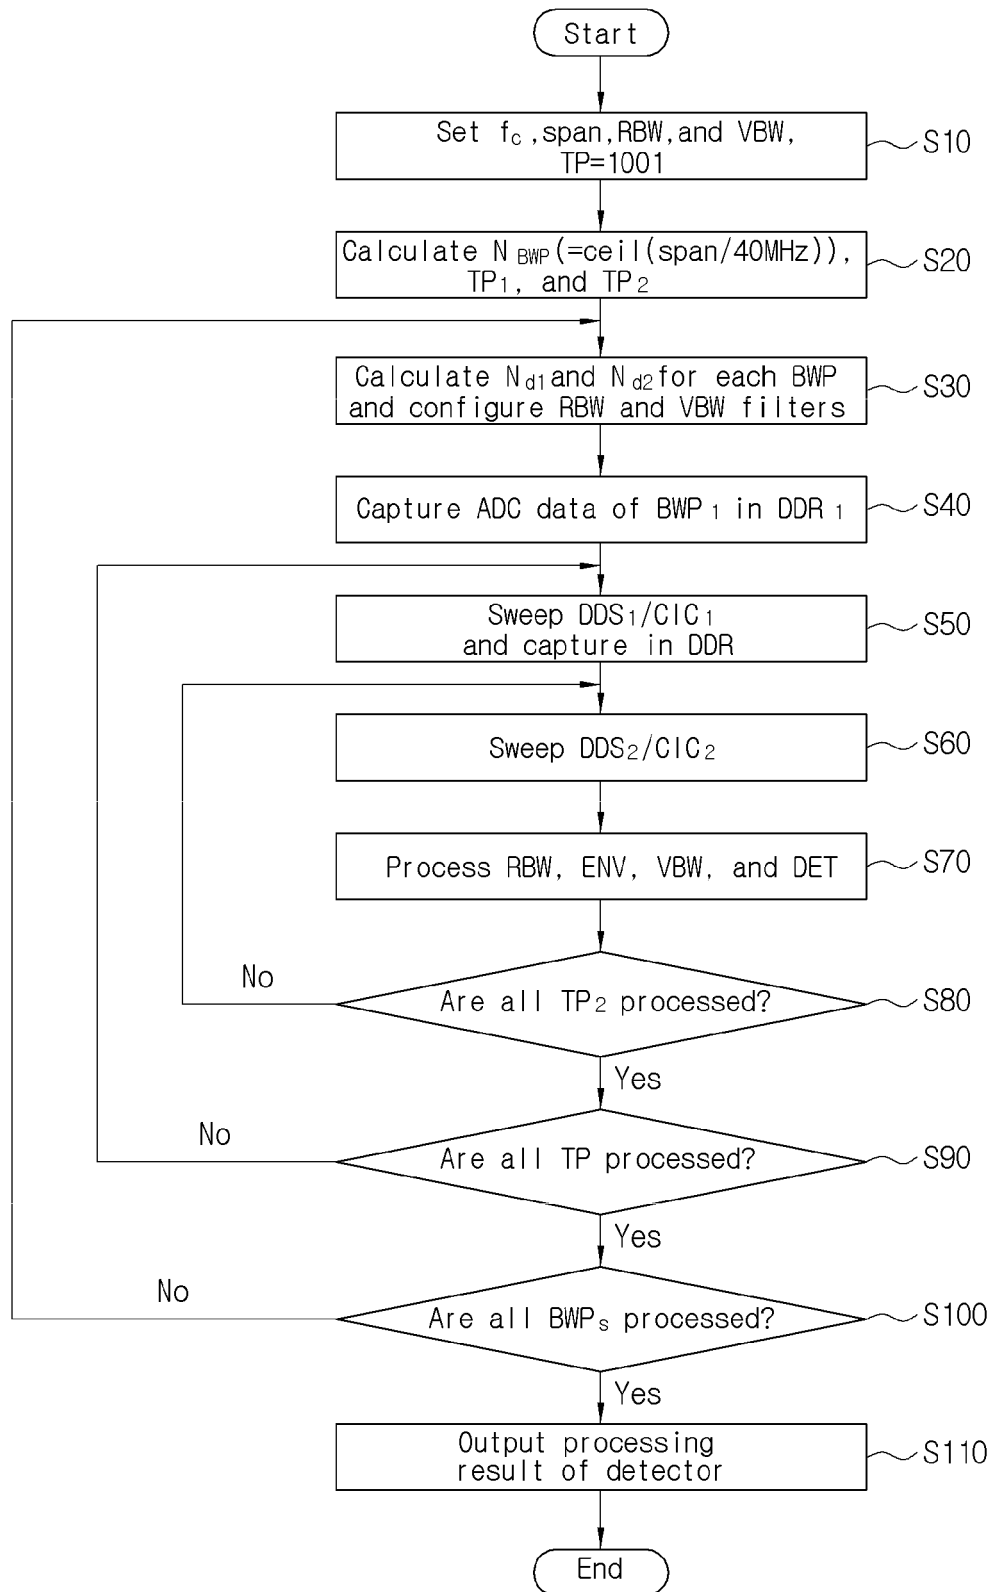 Start
Set fc,span,RBW,and VBW,
TP=1001
S10
Calculate NBWP(=ceil(span/40MHz)),
TP1, and TP2
S20
Calculate Nd1 and Nd2 for each BWP
and configure RBW and VBW filters
S30
Capture ADC data of BWP1 in DDR1
S40
Sweep DDS1/CIC1
and capture in DDR
S50
Sweep DDS2/CIC2
S60
Process RBW, ENV, VBW, and DET
S70
No
Are all TP2 processed?
S80
Yes
No
Are all TP processed?
S90
Yes
No
Are all BWPs processed?
S100
Yes
Output processing
result of detector
S110
End